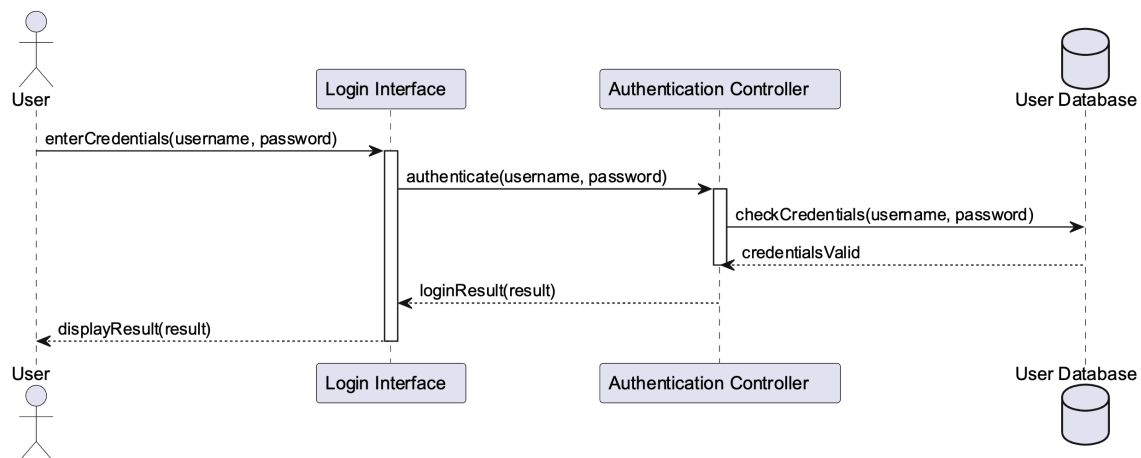 User
Login Interface
Authentication Controller
User Database
enterCredentials(username, password)
authenticate(username, password)
checkCredentials(username, password)
credentialsValid
loginResult(result)
displayResult(result)
User
Login Interface
Authentication Controller
User Database